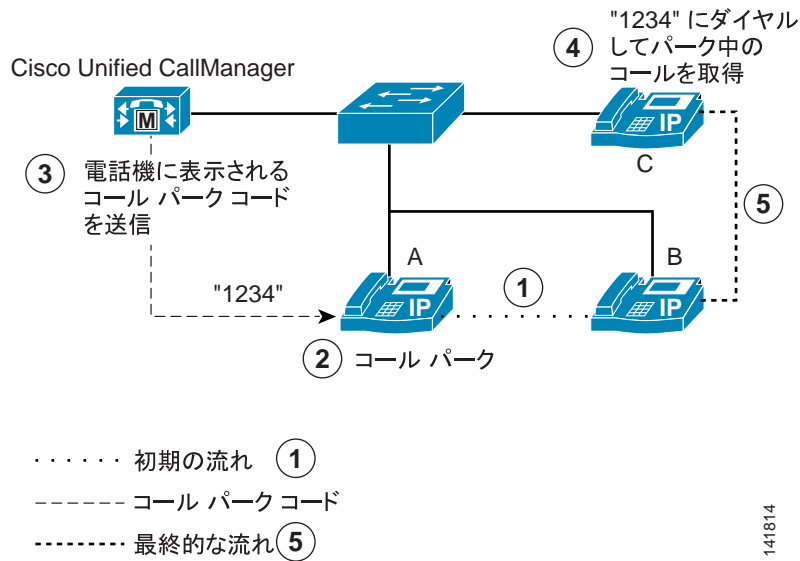 "1234" にダイヤル
④ してパーク中の
コールを取得
Cisco Unified CallManager
M
IP
C
③ 電話機に表示される
コール パーク コード
を送信
⑤
A
B
"1234"
①
IP
IP
② コール パーク
初期の流れ ①
コール パーク コード
最終的な流れ ⑤
141814